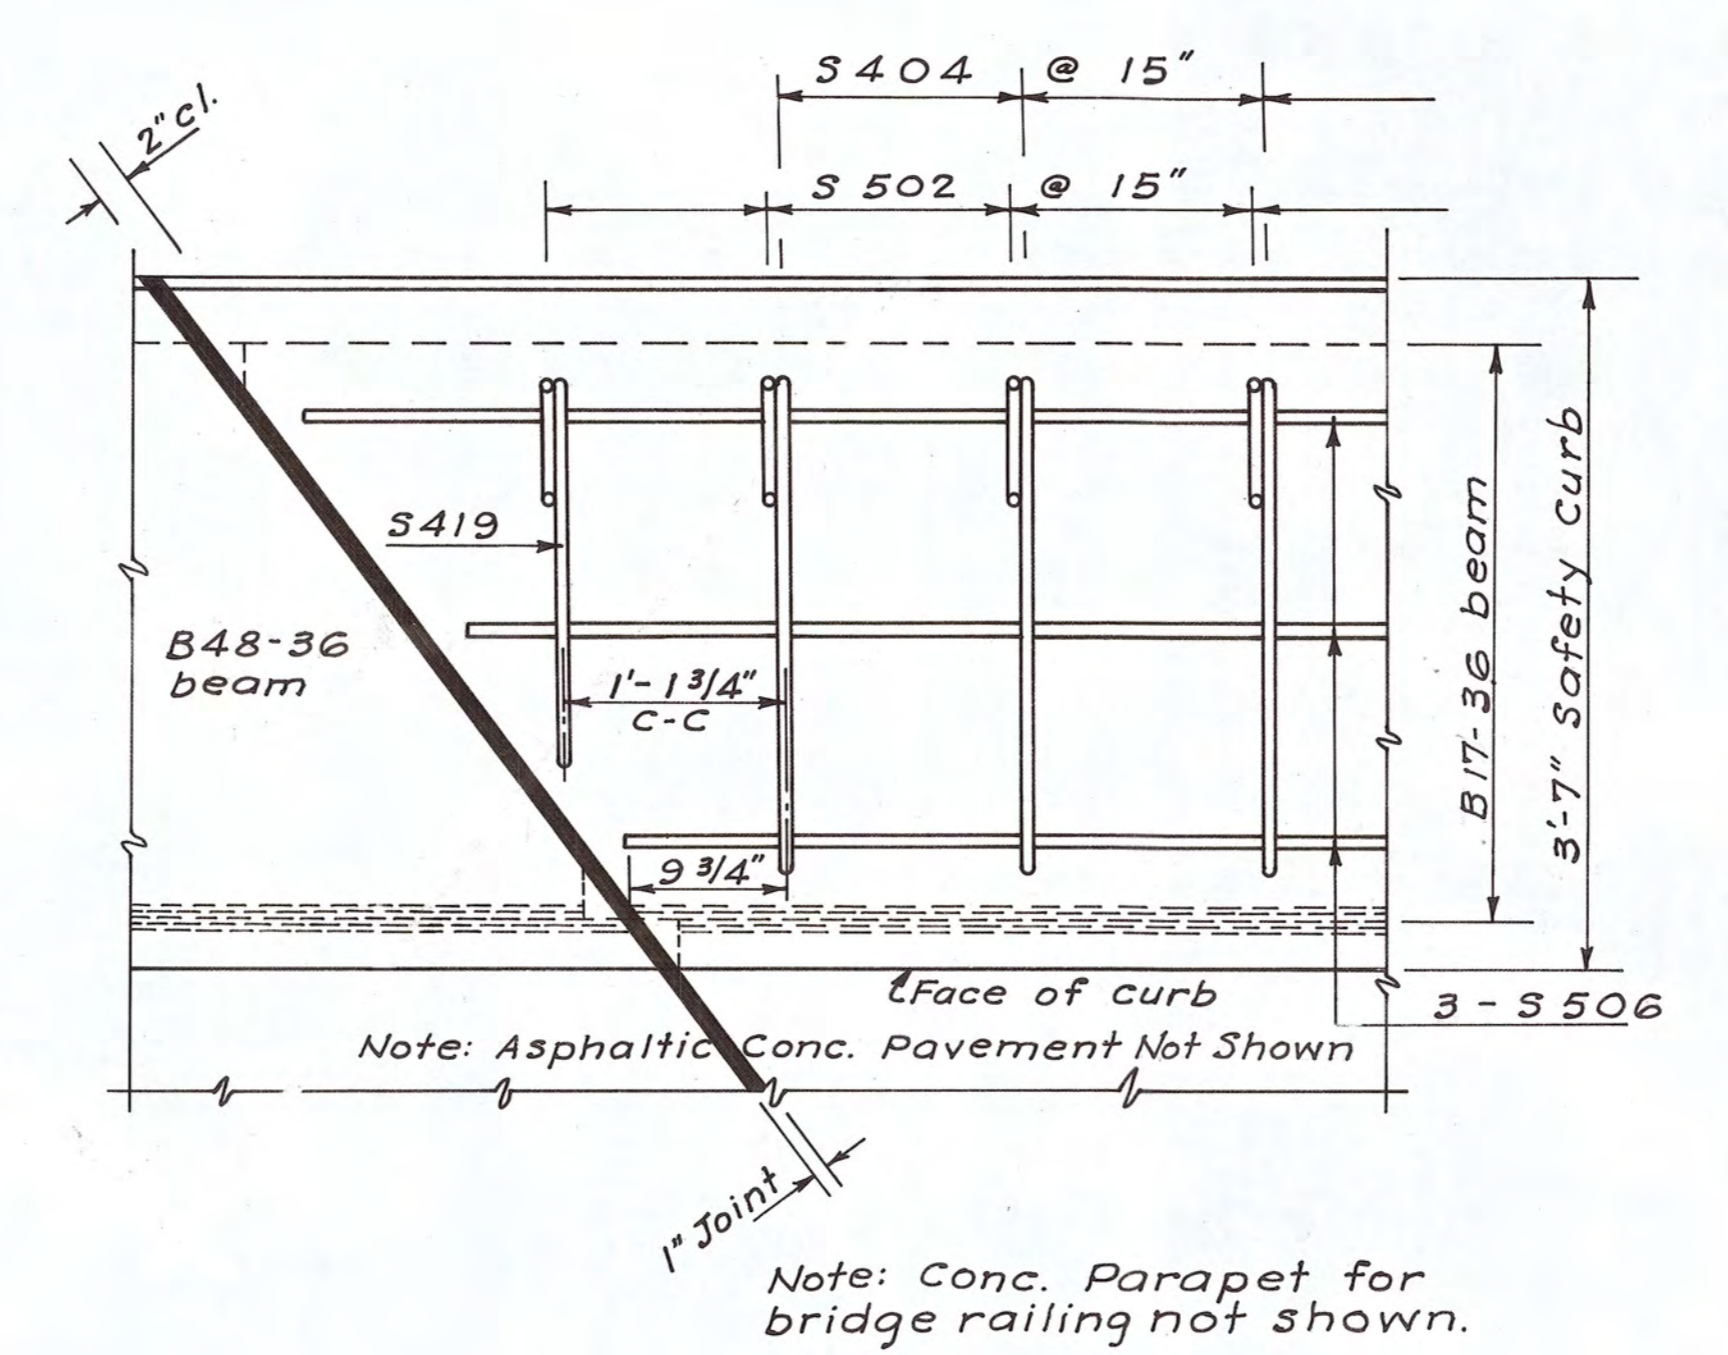 S404 @ 15"
2" cl.
S 502 @ 15"
S419
B48-36
beam
1'-1 3/4"
C-C
9 3/4"
B17-36 beam
3'-7" Safety curb
Face of curb
3 - S 506
Note: Asphaltic Conc. Pavement Not Shown
1" Joint
Note: Conc. Parapet for
bridge railing not shown.